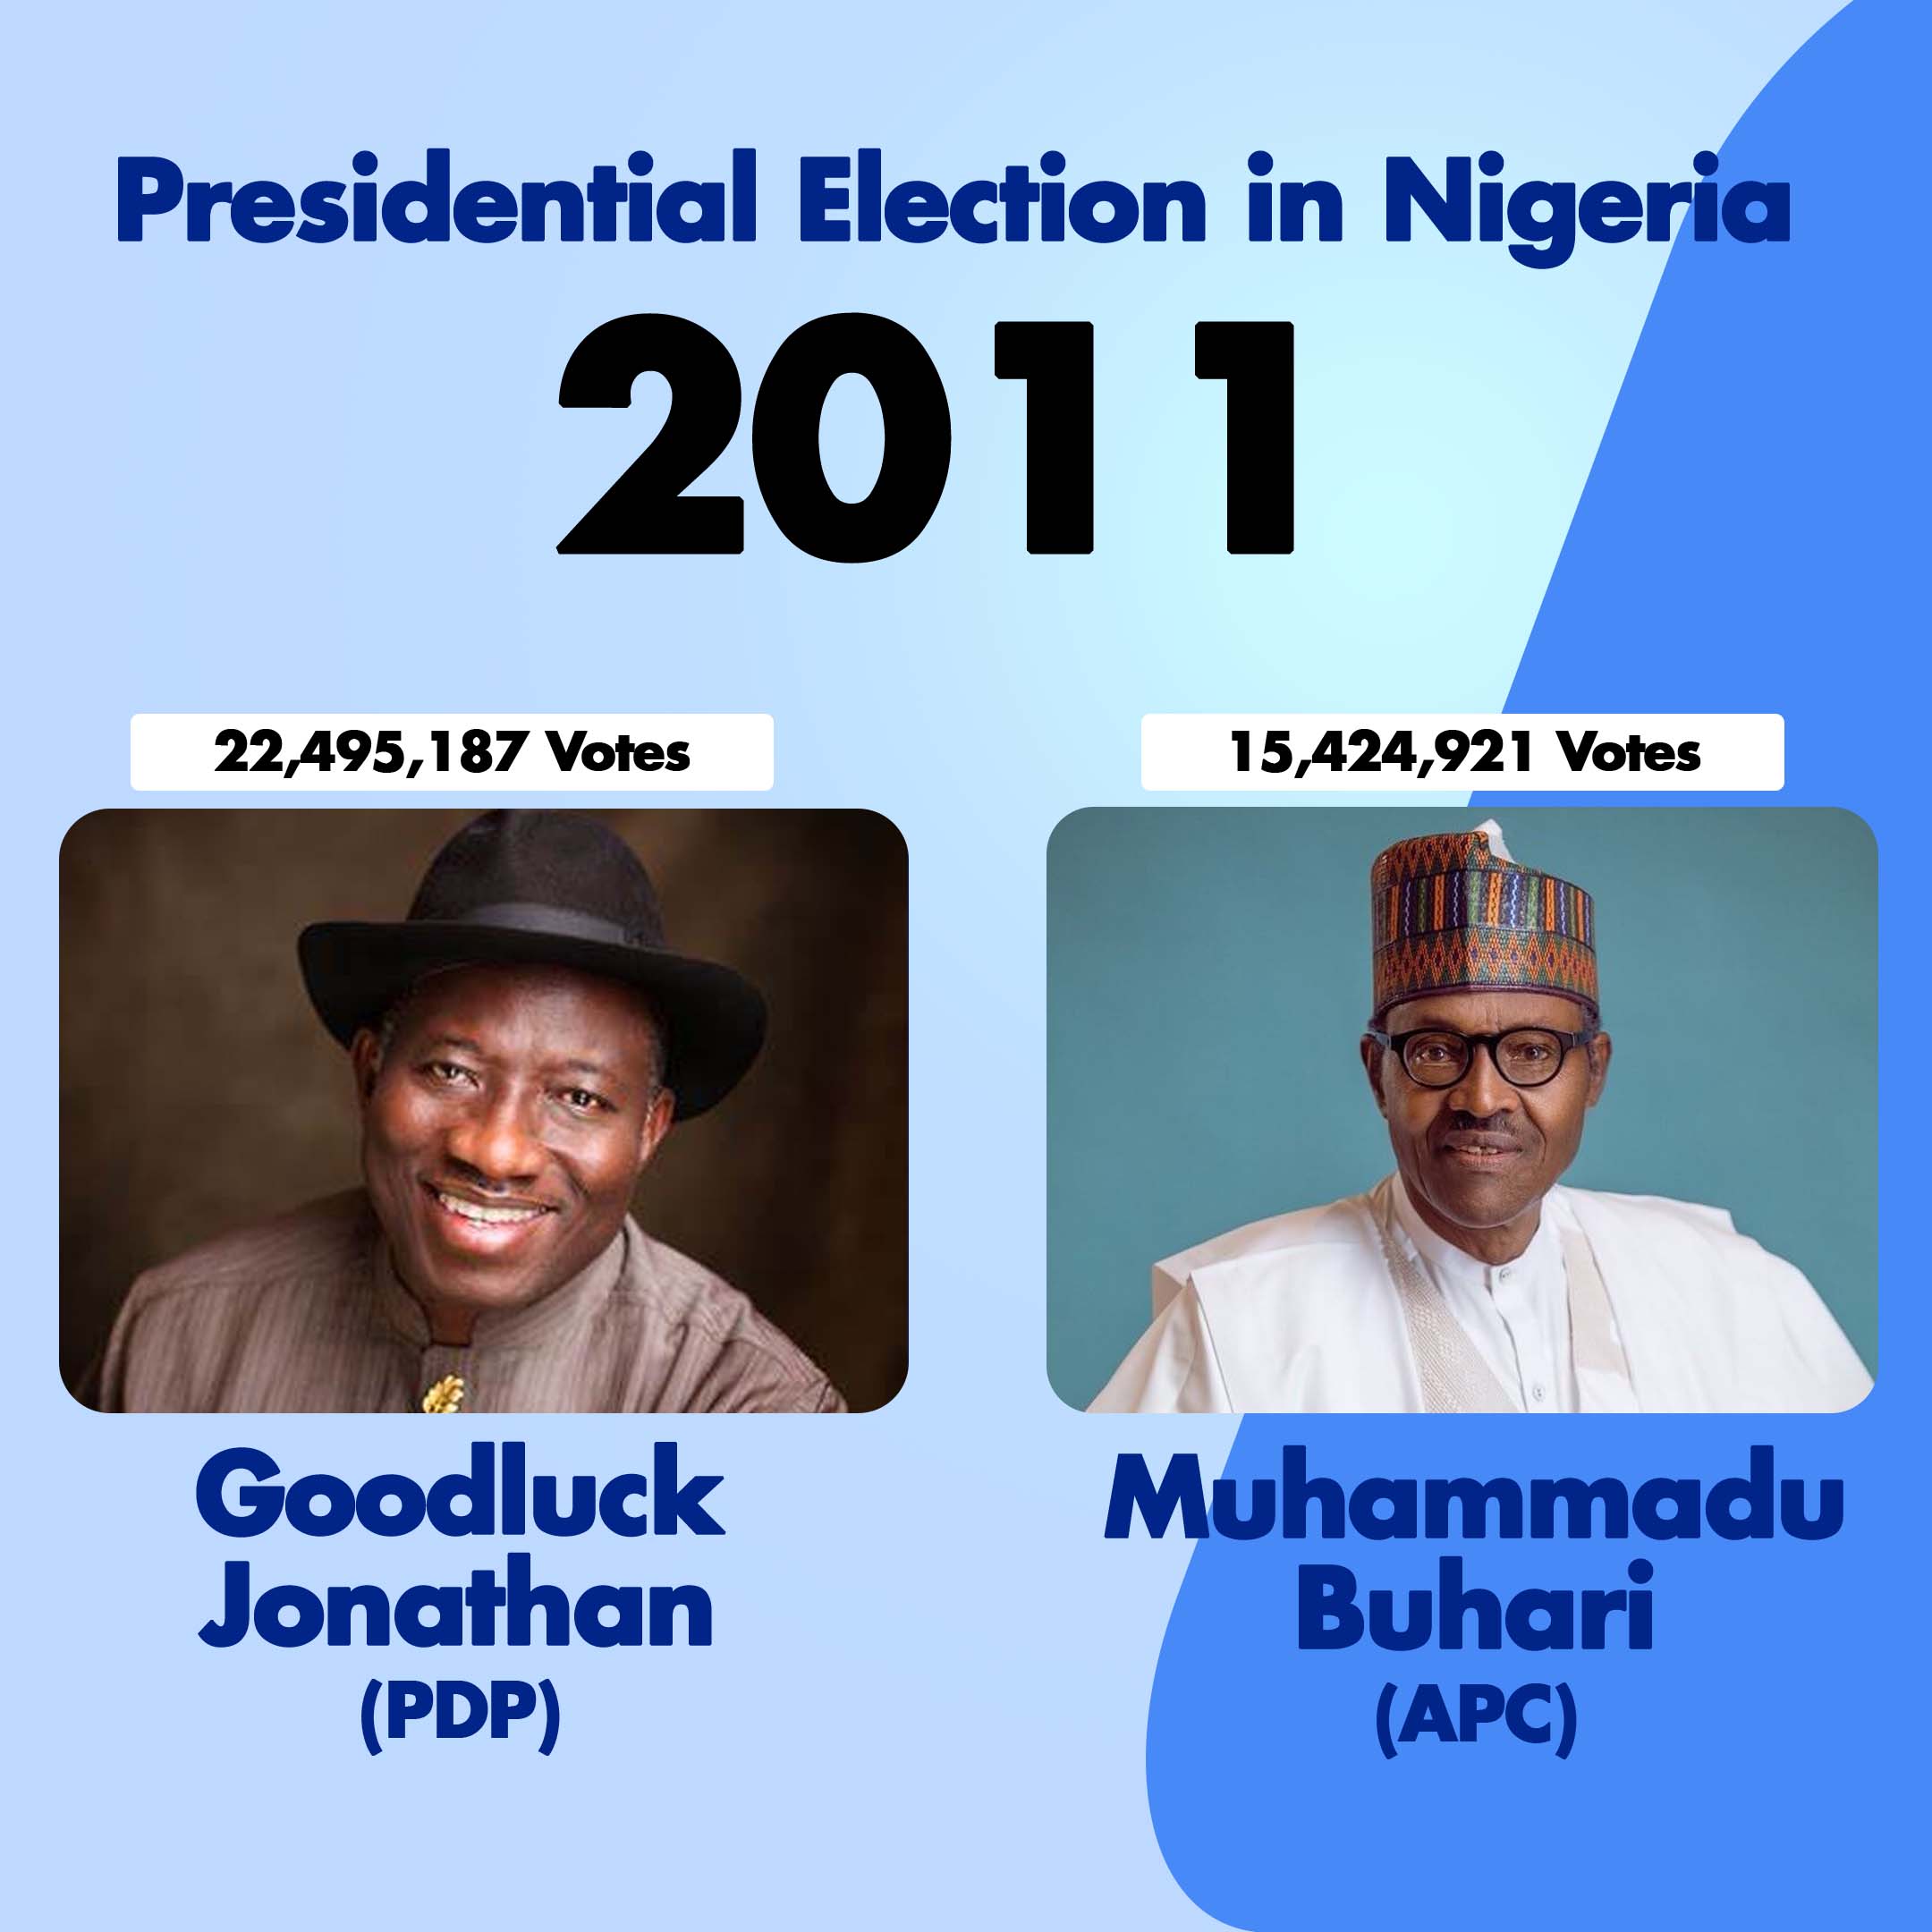 Presidential Election in Nigeria
2011
22,495,187 Votes
15,424,921 Votes
Goodluck
Jonathan
(PDP)
Muhammadu
Buhari
(APC)